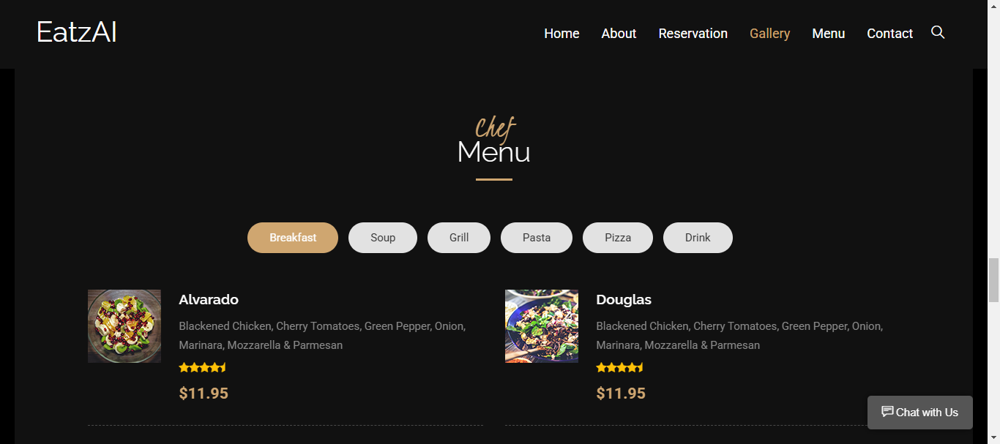 EatzAI
Home About Reservation Gallery Menu Contact
Chef
Menu
Breakfast Soup Grill Pasta Pizza Drink
Alvarado
Blackened Chicken, Cherry Tomatoes, Green Pepper, Onion,
Marinara, Mozzarella & Parmesan
$11.95
Douglas
Blackened Chicken, Cherry Tomatoes, Green Pepper, Onion,
Marinara, Mozzarella & Parmesan
$11.95
Chat with Us